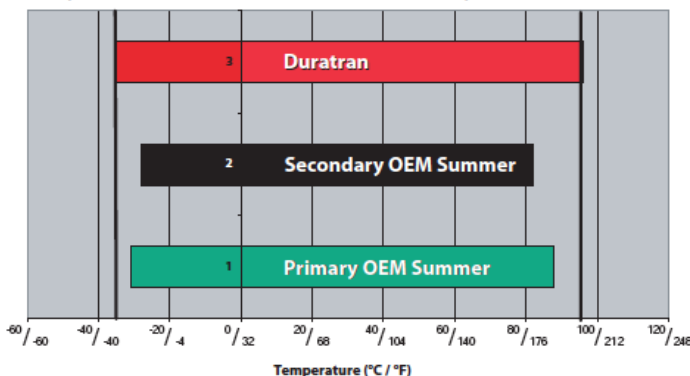 3 Duratran
2 Secondary OEM Summer
1 Primary OEM Summer
-60/-60 -40/-40 -20/-4 0/32 20/68 40/104 60/140 80/176 100/212 120/248
Temperature (°C / °F)